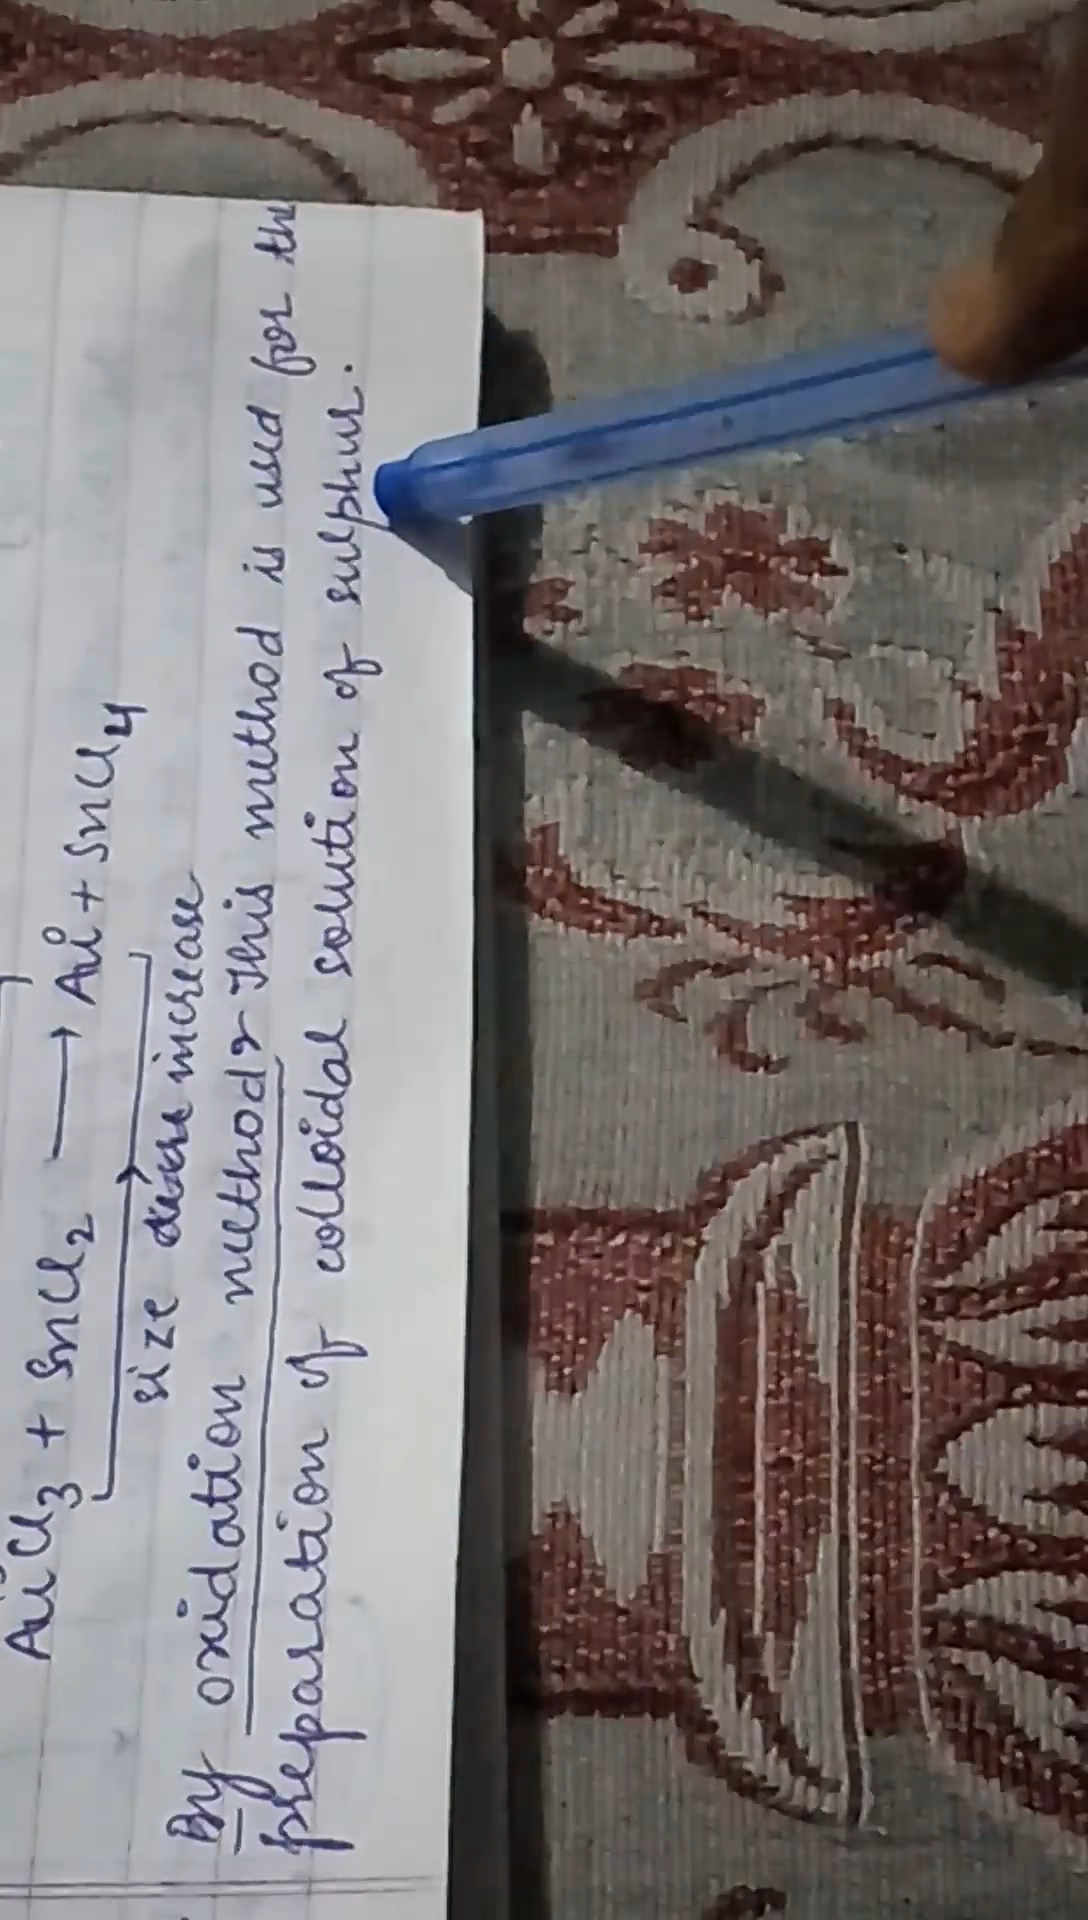 AuCl3 + SnCl2 → Au + SnCl4
size increase
By oxidation method :- This method is used for the
preparation of colloidal solution of sulphur.